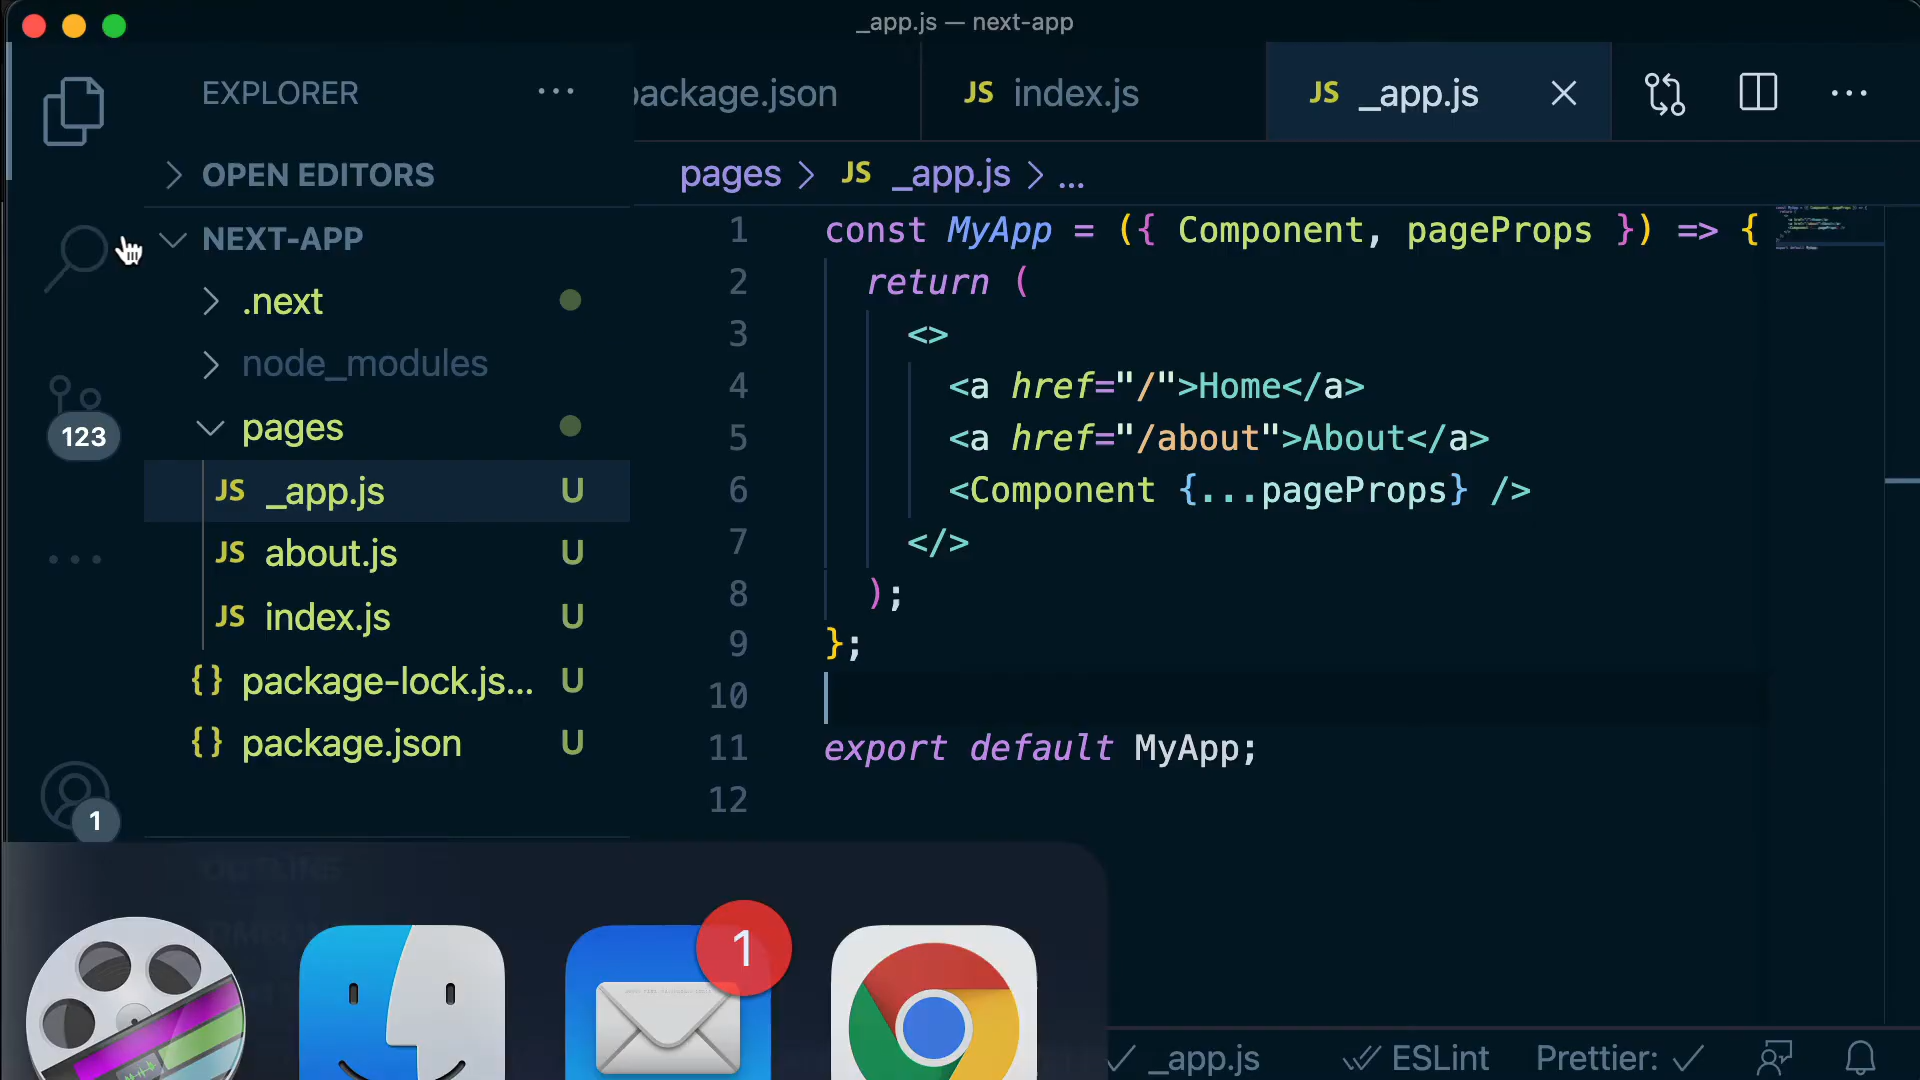 _app.js — next-app
EXPLORER
package.json
JS index.js
JS _app.js
OPEN EDITORS
pages > JS _app.js > ...
NEXT-APP
.next
node_modules
pages
JS _app.js U
JS about.js U
JS index.js U
{} package-lock.js... U
{} package.json U
123
1
1 const MyApp = ({ Component, pageProps }) => {
2 return (
3 <>
4 <a href="/">Home</a>
5 <a href="/about">About</a>
6 <Component {...pageProps} />
7 </>
8 );
9 };
10
11 export default MyApp;
12
1
_app.js
ESLint
Prettier: